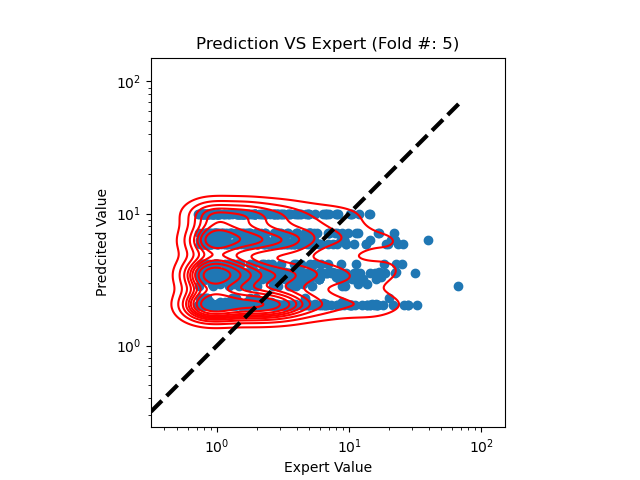 Prediction VS Expert (Fold #: 5)
10²
10¹
10⁰
Predcited Value
10⁰ 10¹ 10²
Expert Value